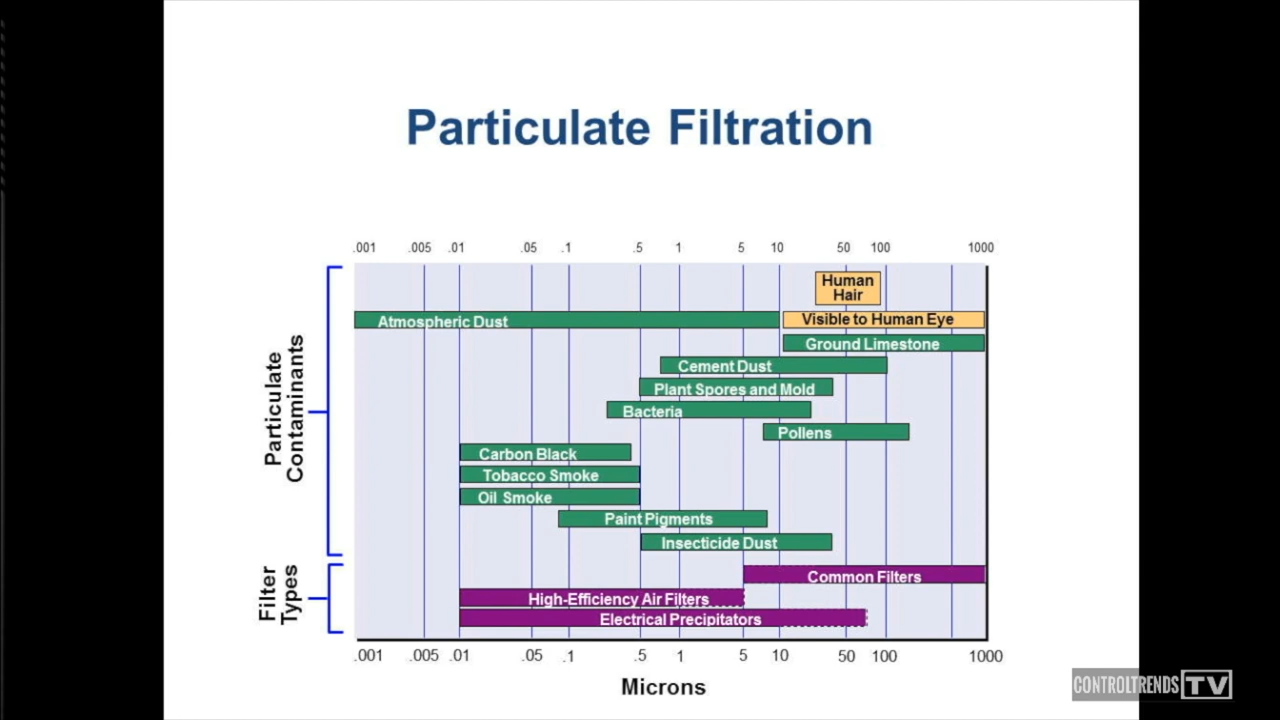 Particulate Filtration
.001 .005 .01 .05 .1 .5 1 5 10 50 100 1000
Particulate
Contaminants
Human
Hair
Atmospheric Dust
Visible to Human Eye
Ground Limestone
Cement Dust
Plant Spores and Mold
Bacteria
Pollens
Carbon Black
Tobacco Smoke
Oil Smoke
Paint Pigments
Insecticide Dust
Filter
Types
Common Filters
High-Efficiency Air Filters
Electrical Precipitators
.001 .005 .01 .05 .1 .5 1 5 10 50 100 1000
Microns
CONTROLTRENDS TV